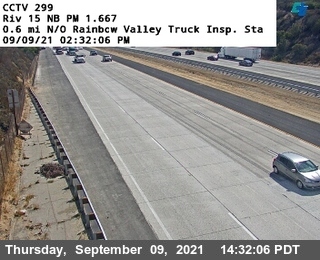 CCTV 299
Riv 15 NB PM 1.667
0.6 mi N/O Rainbcw Valley Truck Insp. Sta
09/09/21 02:32:06 PM
Thursday, September 09, 2021 14:32:06 PDT